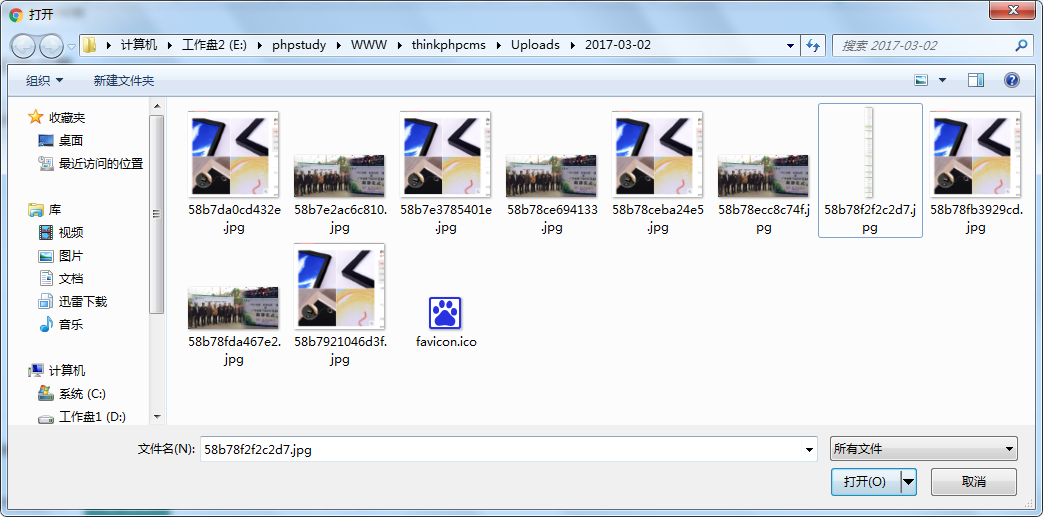 打开
计算机 工作盘2 (E:) phpstudy WWW thinkphpcms Uploads 2017-03-02
搜索 2017-03-02
组织
新建文件夹
收藏夹
桌面
最近访问的位置
库
视频
图片
文档
迅雷下载
音乐
计算机
系统 (C:)
工作盘1 (D:)
58b7da0cd432e
.jpg
58b7e2ac6c810.
jpg
58b7e3785401e
.jpg
58b78ce694133
.jpg
58b78ceba24e5
.jpg
58b78ecc8c74f.j
pg
58b78f2f2c2d7.j
pg
58b78fb3929cd.
jpg
58b78fda467e2.
jpg
58b7921046d3f.
jpg
favicon.ico
文件名(N):
58b78f2f2c2d7.jpg
所有文件
打开(O)
取消